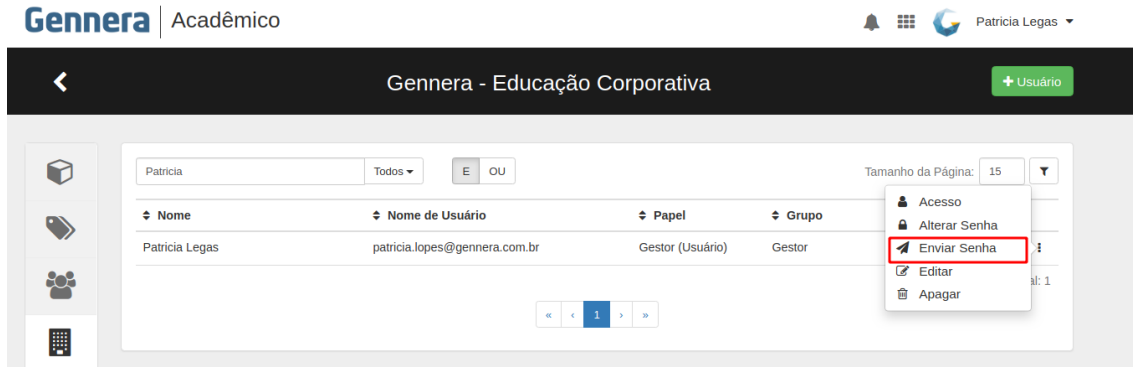 Gennera Acadêmico
Patricia Legas
Gennera - Educação Corporativa
+ Usuário
Patricia Todos E OU Tamanho da Página: 15
Nome Nome de Usuário Papel Grupo
Patricia Legas patricia.lopes@gennera.com.br Gestor (Usuário) Gestor
Acesso
Alterar Senha
Enviar Senha
Editar
Apagar
al: 1
« ‹ 1 › »